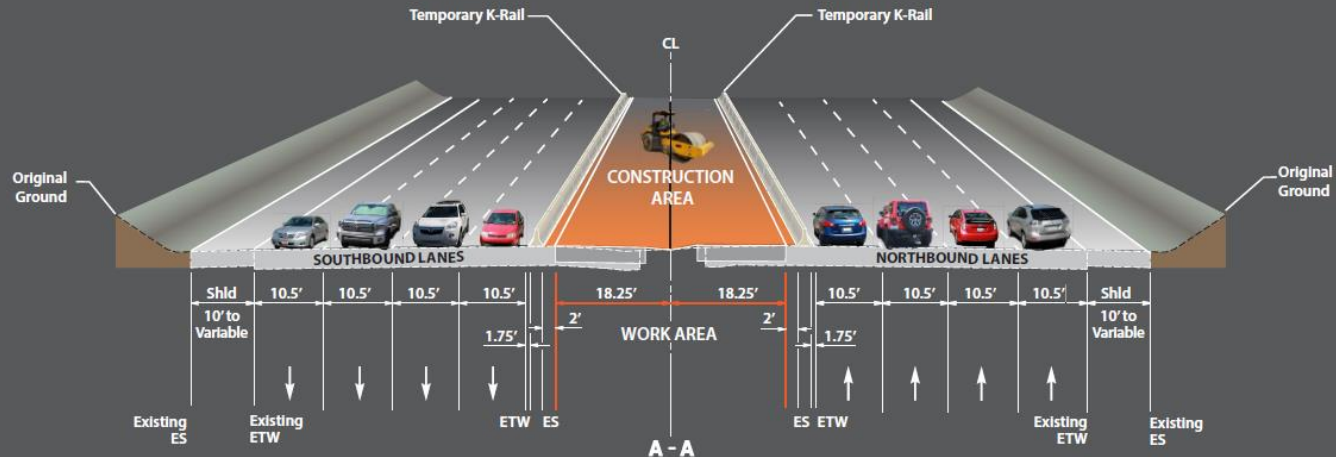 Temporary K-Rail
Temporary K-Rail
CL
Original
Ground
Original
Ground
CONSTRUCTION
AREA
SOUTHBOUND LANES
NORTHBOUND LANES
Shld
10.5'
10.5'
10.5'
10.5'
18.25'
18.25'
10.5'
10.5'
10.5'
10.5'
Shld
10' to
Variable
2'
2'
10' to
Variable
1.75'
WORK AREA
1.75'
Existing
ES
Existing
ETW
ETW
ES
ES
ETW
Existing
ETW
Existing
ES
A - A